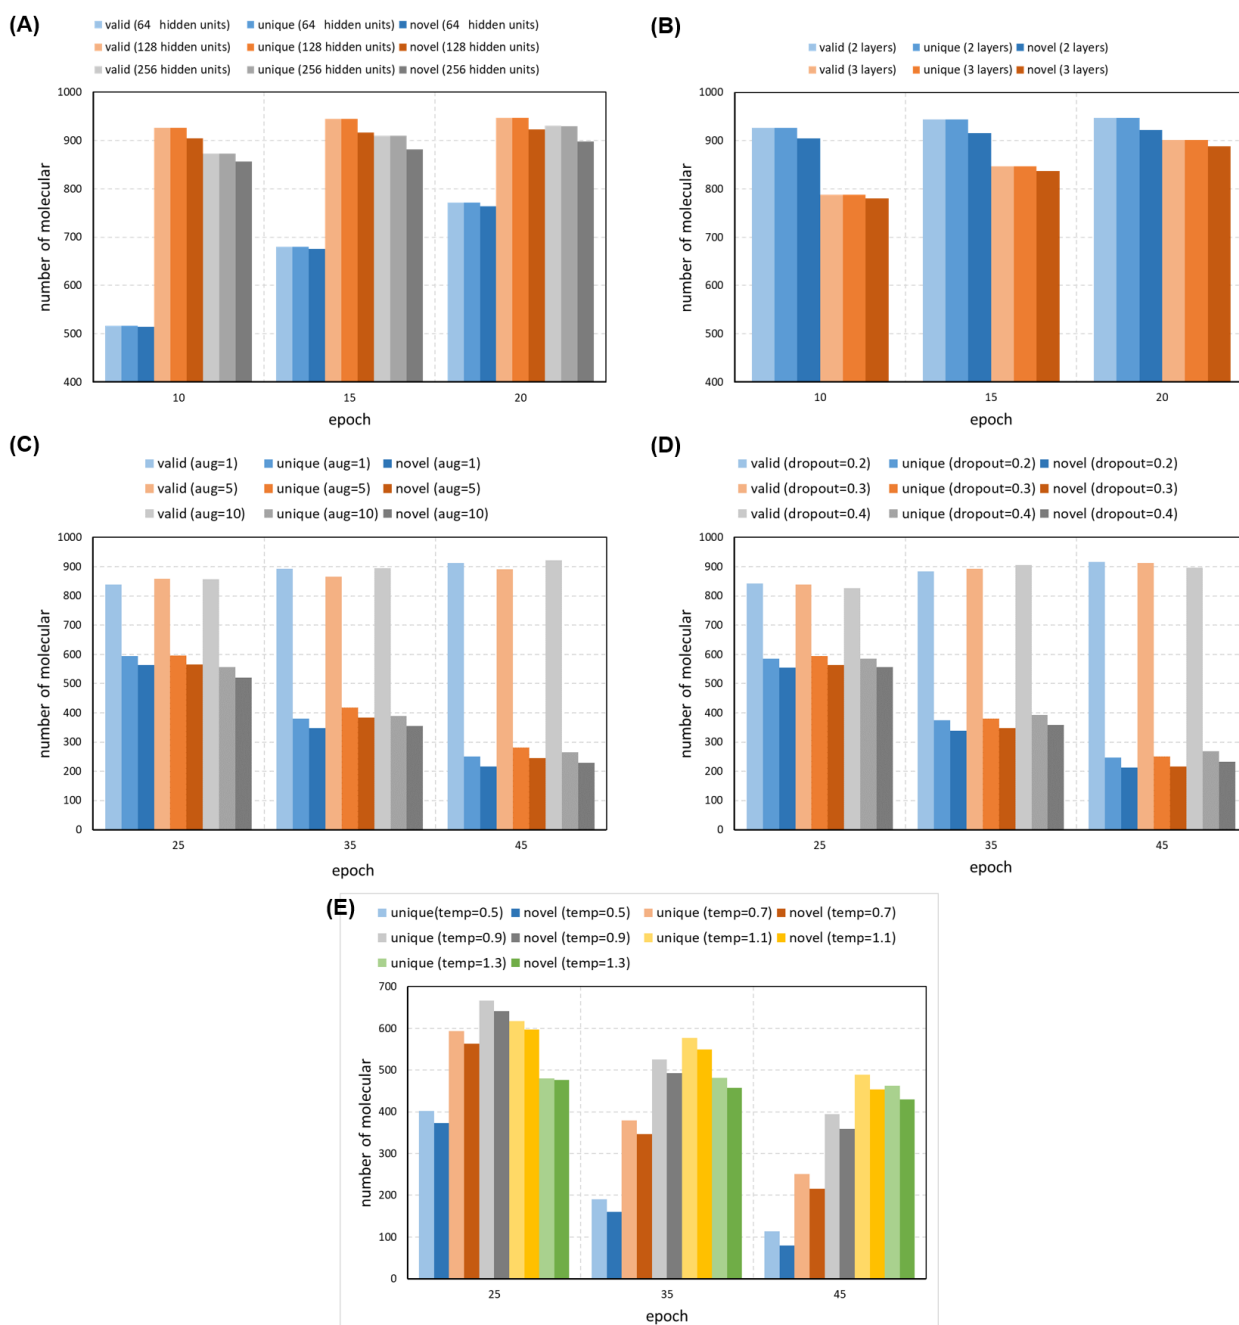 (A)
valid (64 hidden units) unique (64 hidden units) novel (64 hidden units)
valid (128 hidden units) unique (128 hidden units) novel (128 hidden units)
valid (256 hidden units) unique (256 hidden units) novel (256 hidden units)
number of molecular
1000
900
800
700
600
500
400
10 15 20
epoch
(B)
valid (2 layers) unique (2 layers) novel (2 layers)
valid (3 layers) unique (3 layers) novel (3 layers)
number of molecular
1000
900
800
700
600
500
400
10 15 20
epoch
(C)
valid (aug=1) unique (aug=1) novel (aug=1)
valid (aug=5) unique (aug=5) novel (aug=5)
valid (aug=10) unique (aug=10) novel (aug=10)
number of molecular
1000
900
800
700
600
500
400
300
200
100
0
25 35 45
epoch
(D)
valid (dropout=0.2) unique (dropout=0.2) novel (dropout=0.2)
valid (dropout=0.3) unique (dropout=0.3) novel (dropout=0.3)
valid (dropout=0.4) unique (dropout=0.4) novel (dropout=0.4)
number of molecular
1000
900
800
700
600
500
400
300
200
100
0
25 35 45
epoch
(E)
unique(temp=0.5) novel (temp=0.5) unique (temp=0.7) novel (temp=0.7)
unique (temp=0.9) novel (temp=0.9) unique (temp=1.1) novel (temp=1.1)
unique (temp=1.3) novel (temp=1.3)
number of molecular
700
600
500
400
300
200
100
0
25 35 45
epoch